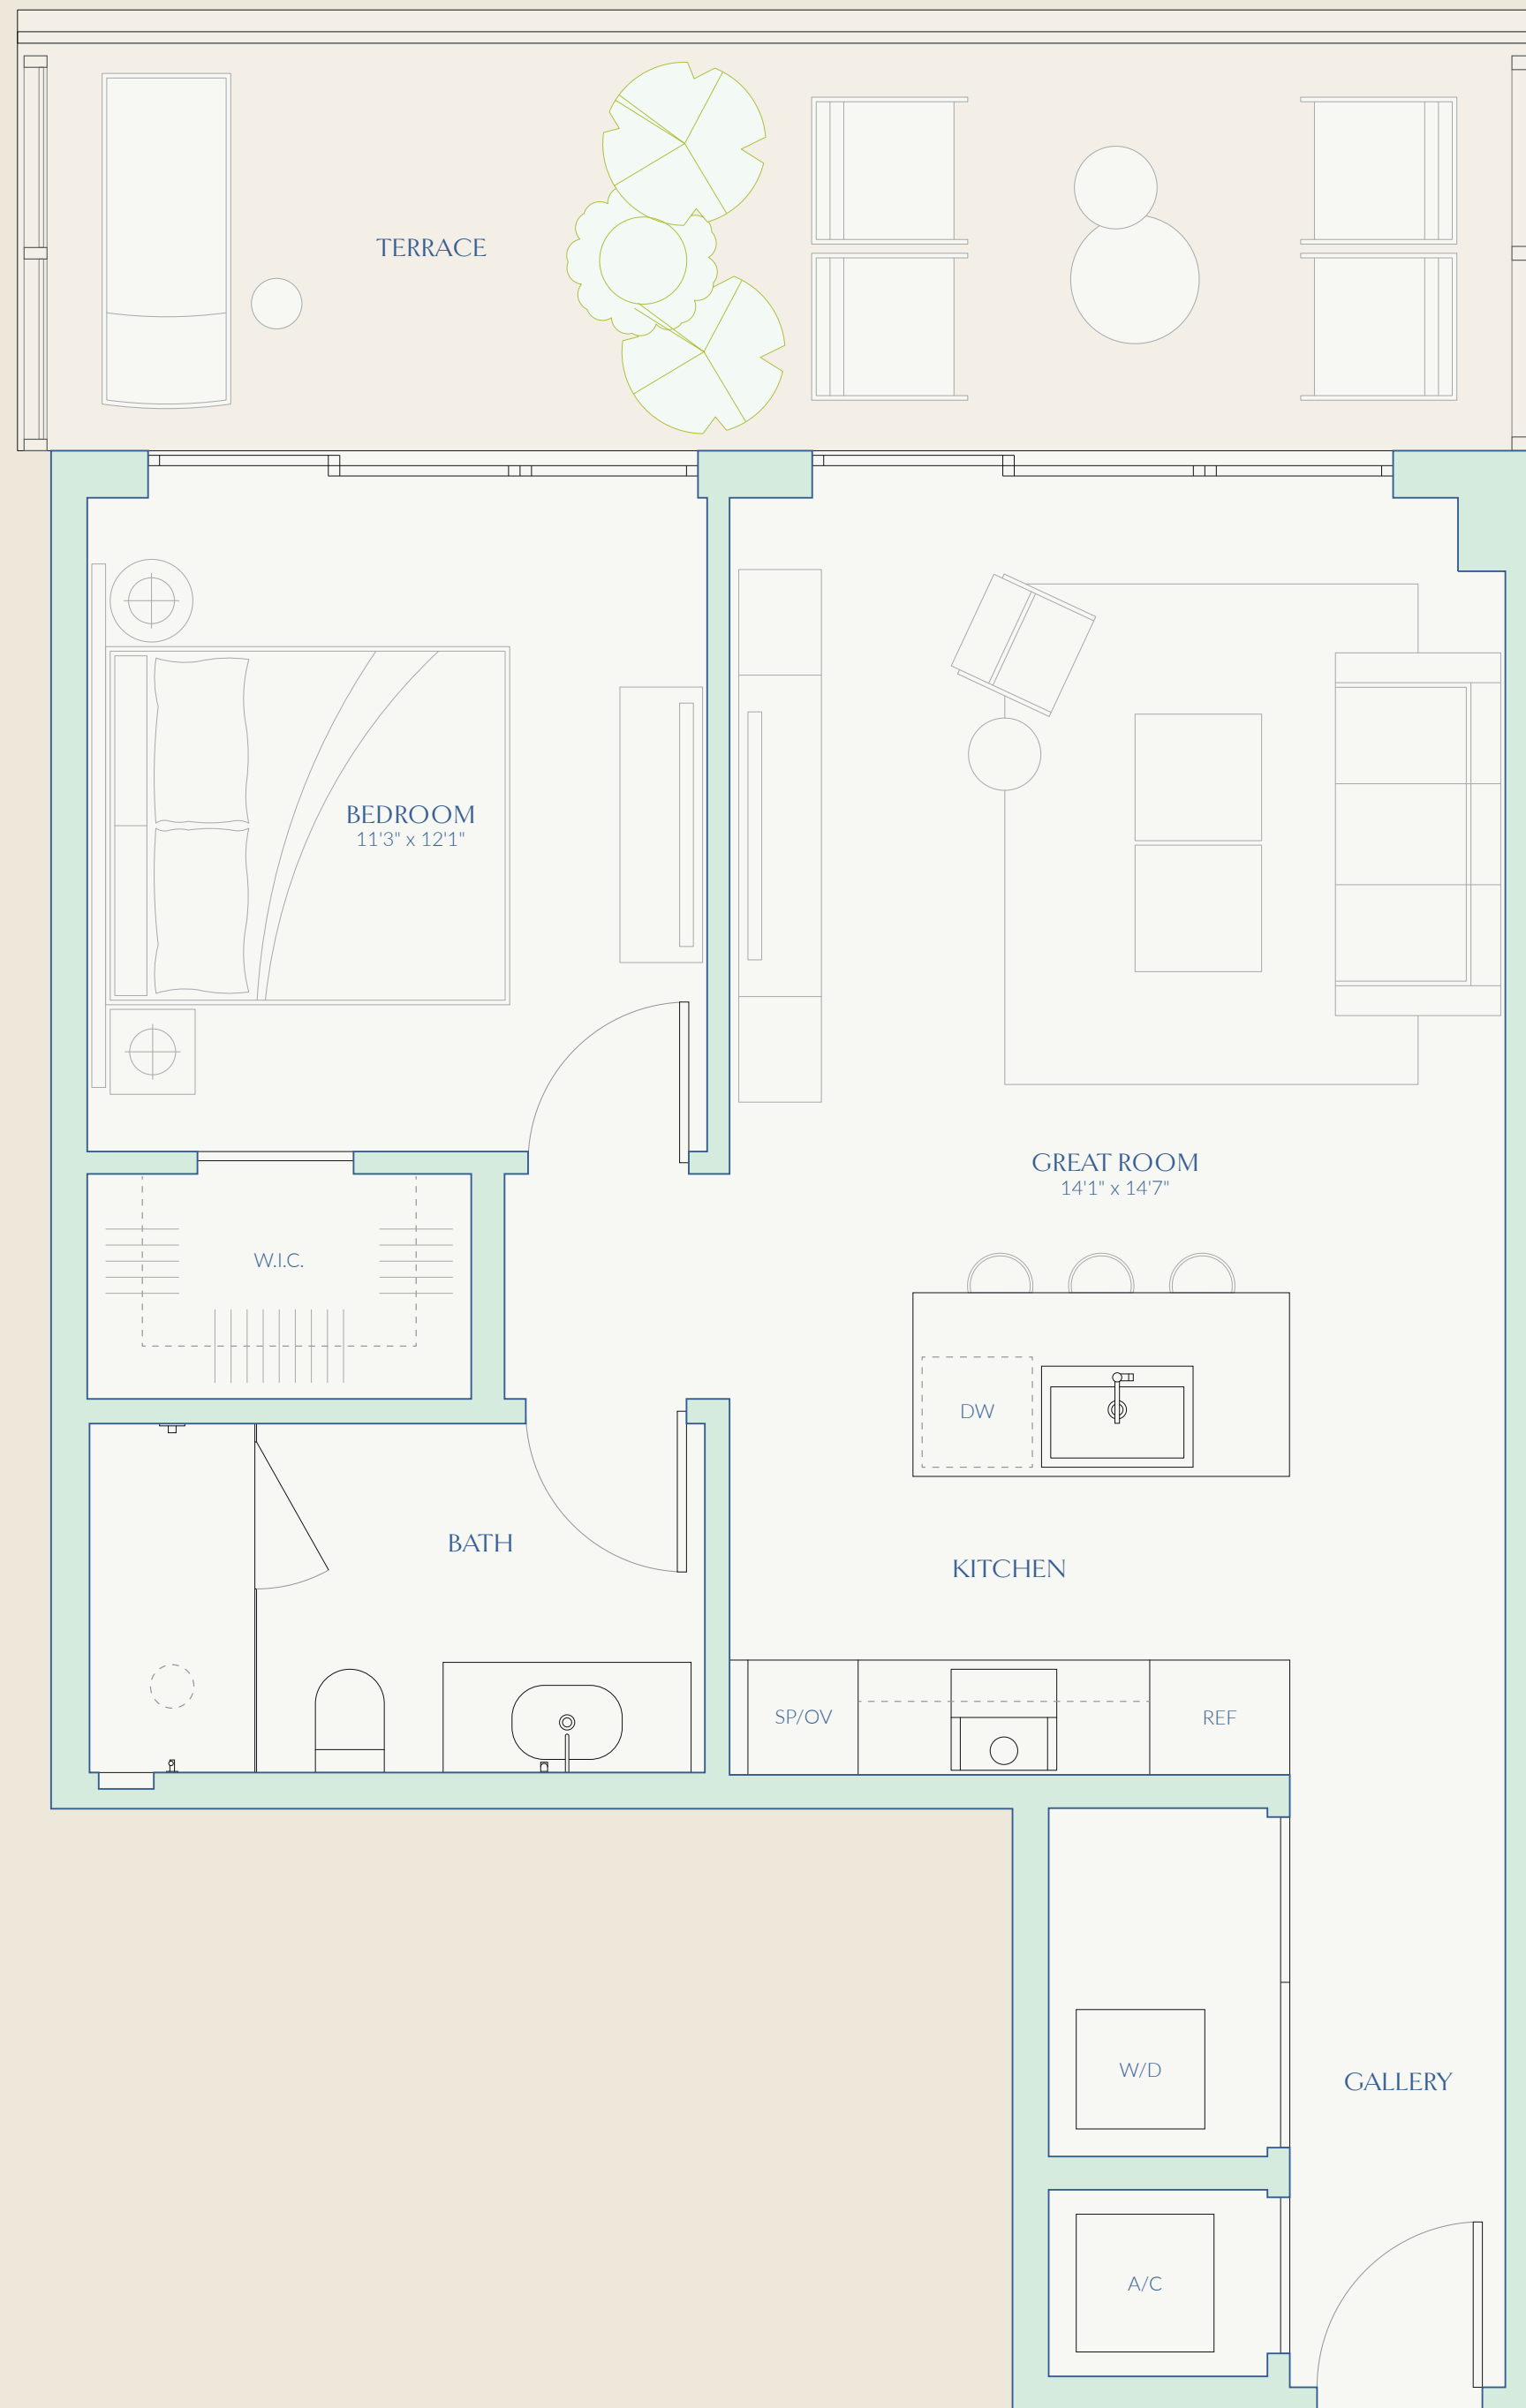 TERRACE
BEDROOM
11'3" x 12'1"
GREAT ROOM
14'1" x 14'7"
W.I.C.
DW
BATH
KITCHEN
SP/OV
REF
W/D
GALLERY
A/C